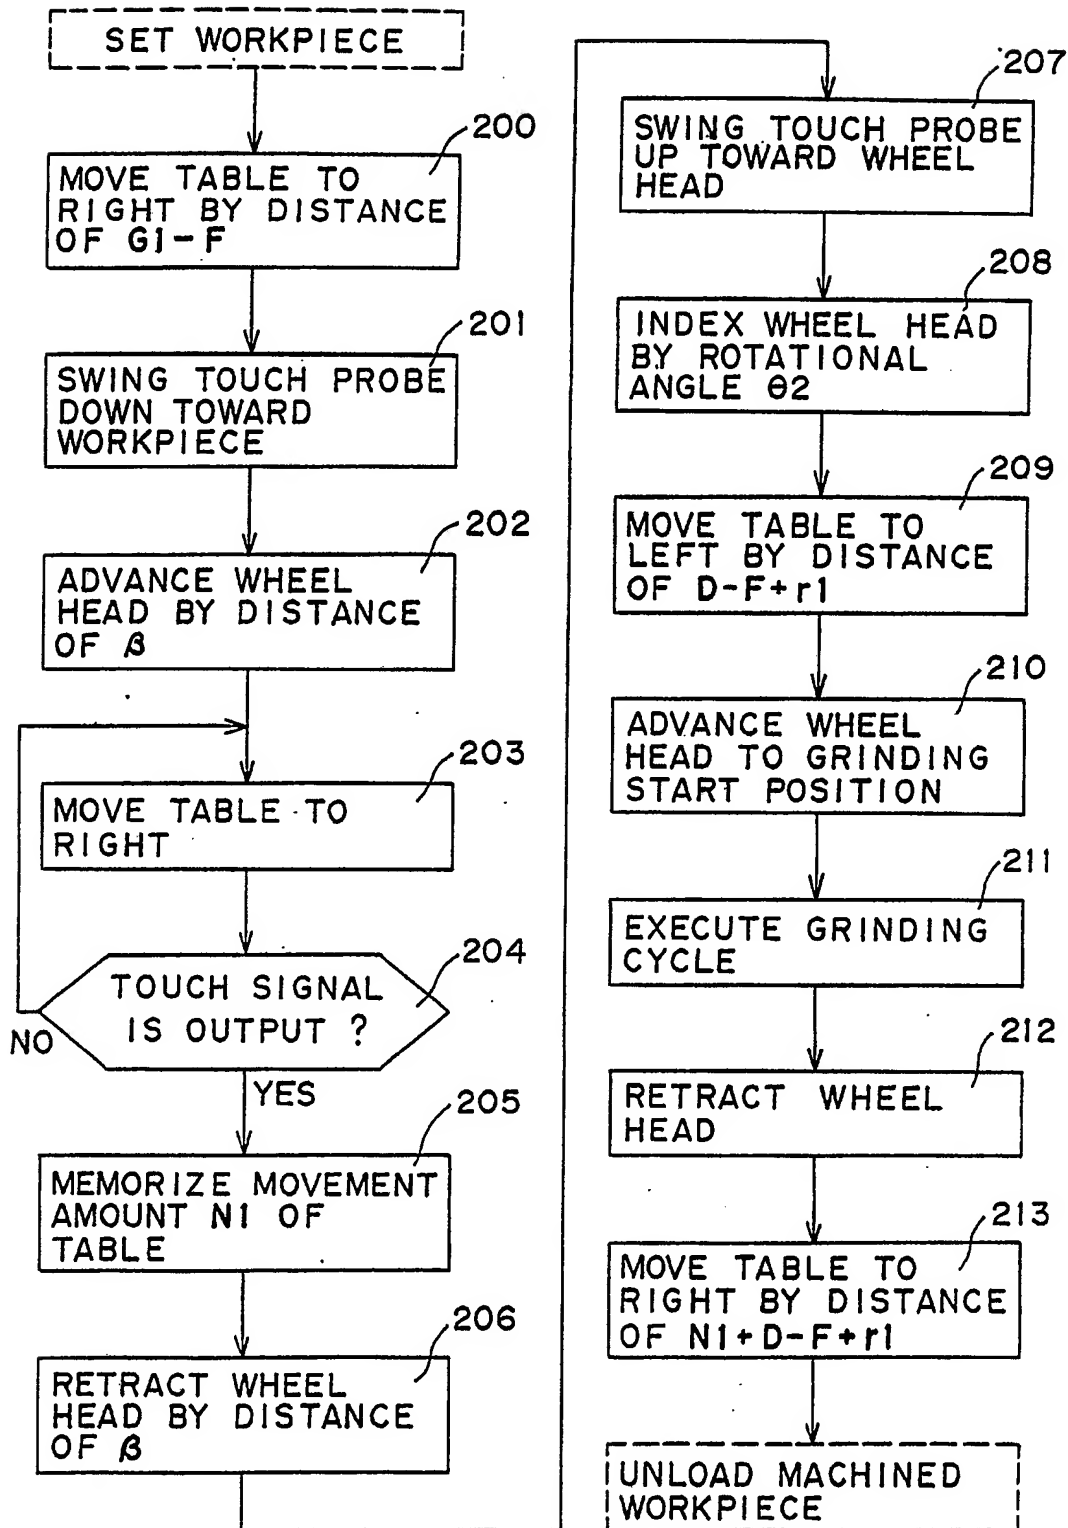 SET WORKPIECE
200
MOVE TABLE TO
RIGHT BY DISTANCE
OF G1-F
201
SWING TOUCH PROBE
DOWN TOWARD
WORKPIECE
202
ADVANCE WHEEL
HEAD BY DISTANCE
OF β
203
MOVE TABLE TO
RIGHT
204
TOUCH SIGNAL
IS OUTPUT ?
NO
YES
205
MEMORIZE MOVEMENT
AMOUNT N1 OF
TABLE
206
RETRACT WHEEL
HEAD BY DISTANCE
OF β
207
SWING TOUCH PROBE
UP TOWARD WHEEL
HEAD
208
INDEX WHEEL HEAD
BY ROTATIONAL
ANGLE θ2
209
MOVE TABLE TO
LEFT BY DISTANCE
OF D-F+r1
210
ADVANCE WHEEL
HEAD TO GRINDING
START POSITION
211
EXECUTE GRINDING
CYCLE
212
RETRACT WHEEL
HEAD
213
MOVE TABLE TO
RIGHT BY DISTANCE
OF N1+D-F+r1
UNLOAD MACHINED
WORKPIECE